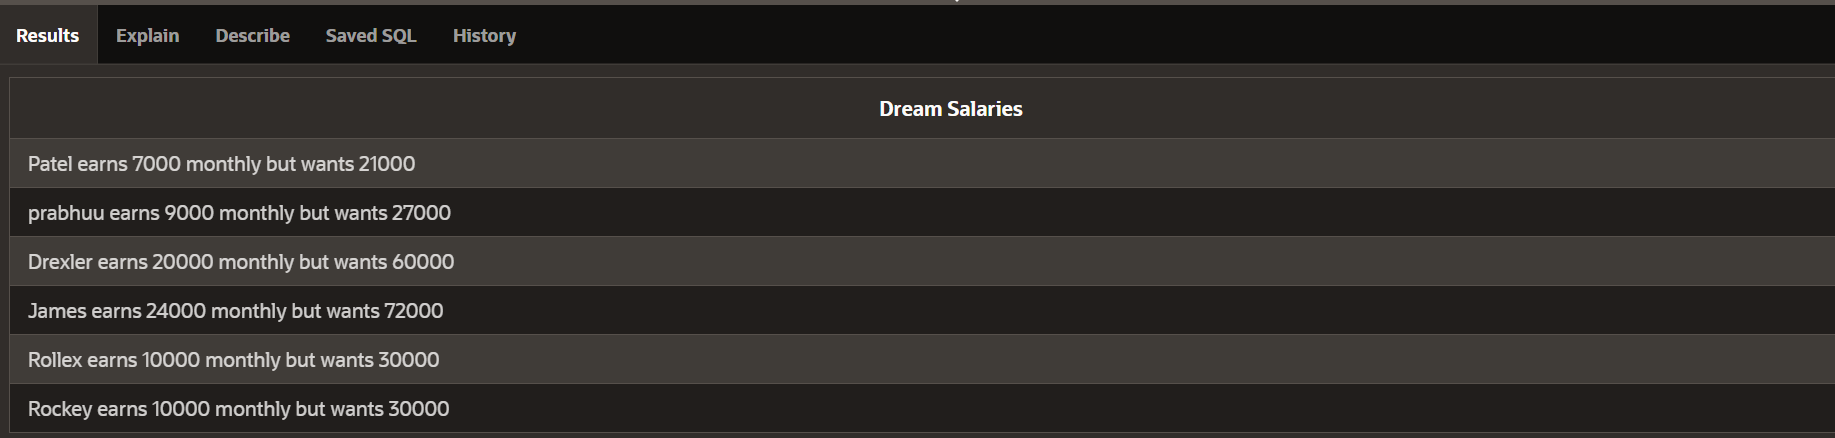 Results Explain Describe Saved SQL History
Dream Salaries
Patel earns 7000 monthly but wants 21000
prabhuu earns 9000 monthly but wants 27000
Drexler earns 20000 monthly but wants 60000
James earns 24000 monthly but wants 72000
Rollex earns 10000 monthly but wants 30000
Rockey earns 10000 monthly but wants 30000